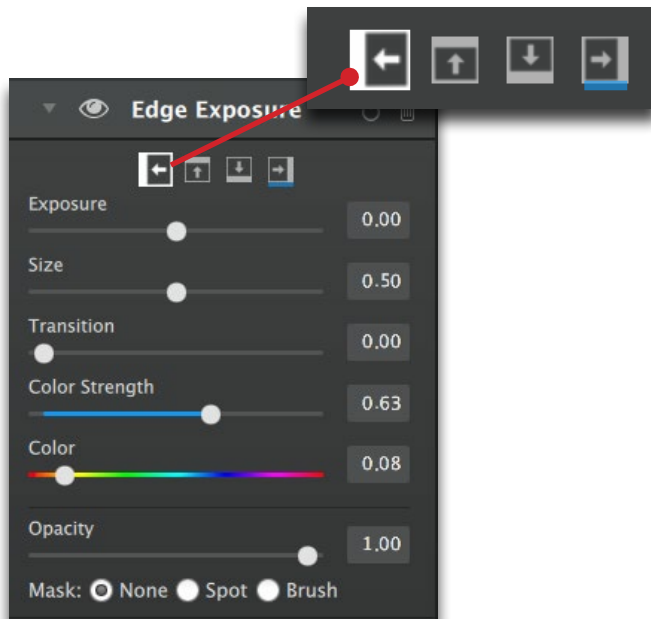 Edge Exposure
Exposure
0.00
Size
0.50
Transition
0.00
Color Strength
0.63
Color
0.08
Opacity
1.00
Mask: None Spot Brush